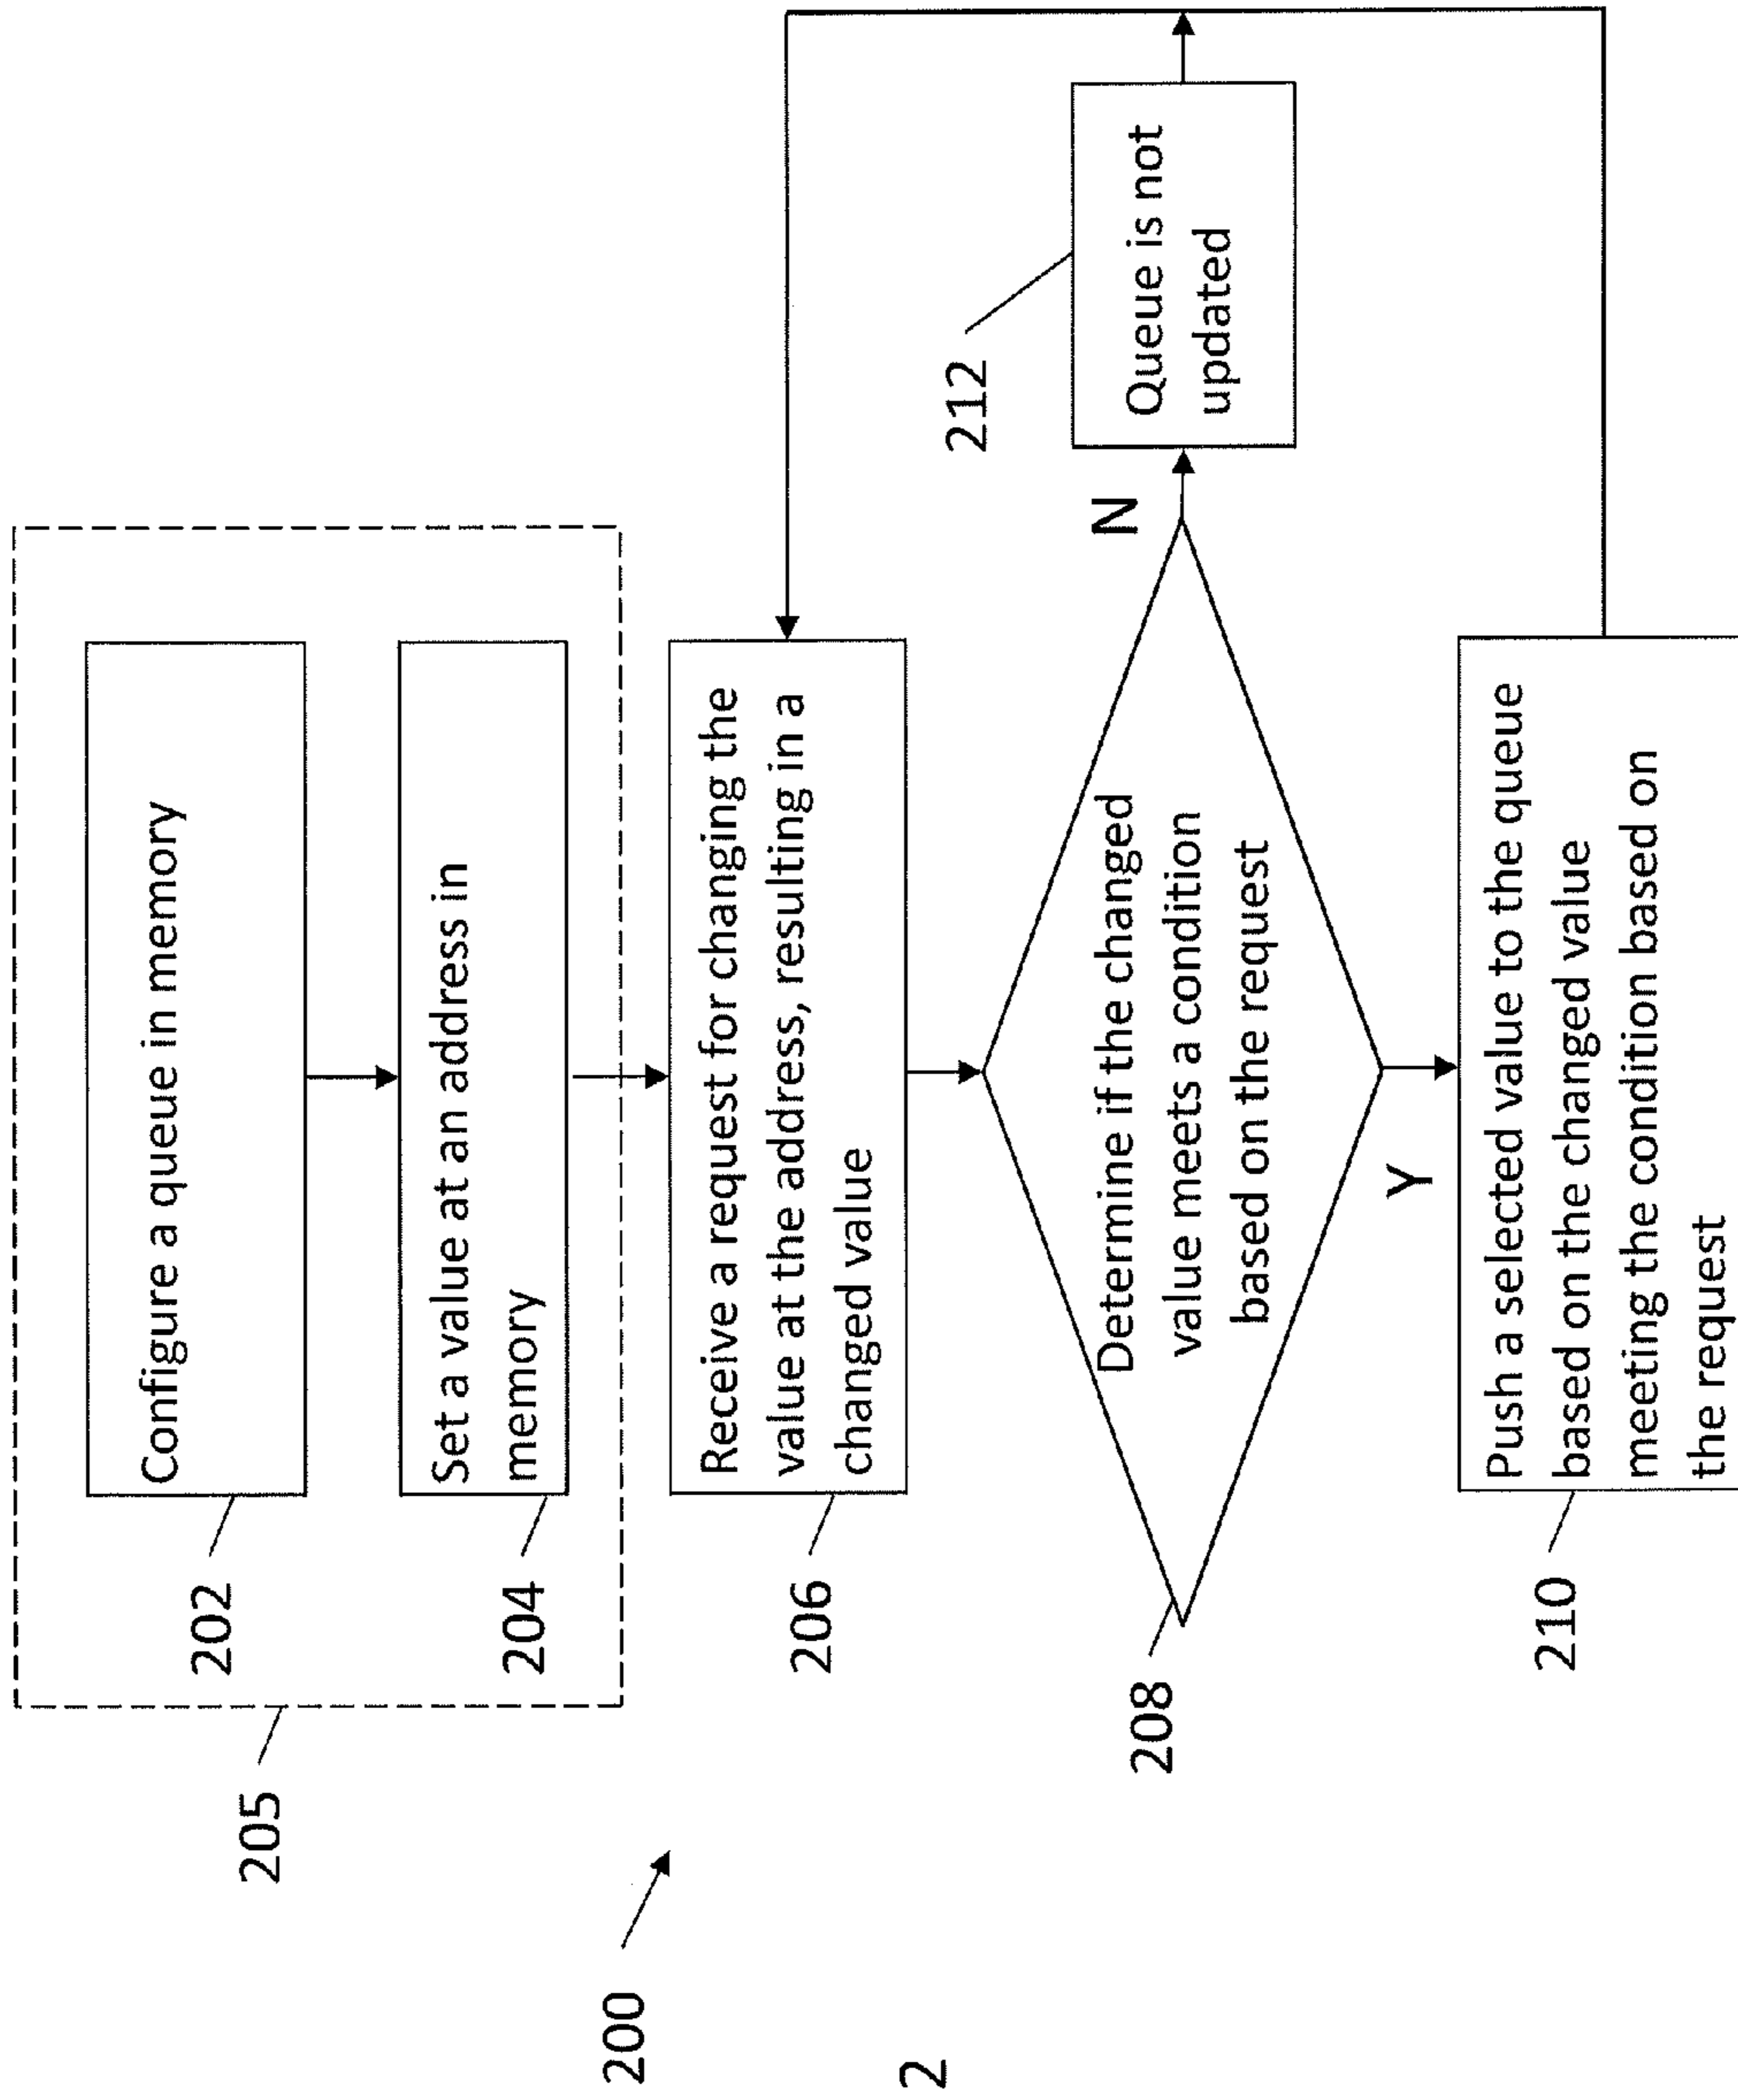 205
202
Configure a queue in memory
204
Set a value at an address in
memory
200
206
Receive a request for changing the
value at the address, resulting in a
changed value
208
Determine if the changed
value meets a condition
based on the request
N
212
Queue is not
updated
Y
210
Push a selected value to the queue
based on the changed value
meeting the condition based on
the request
2